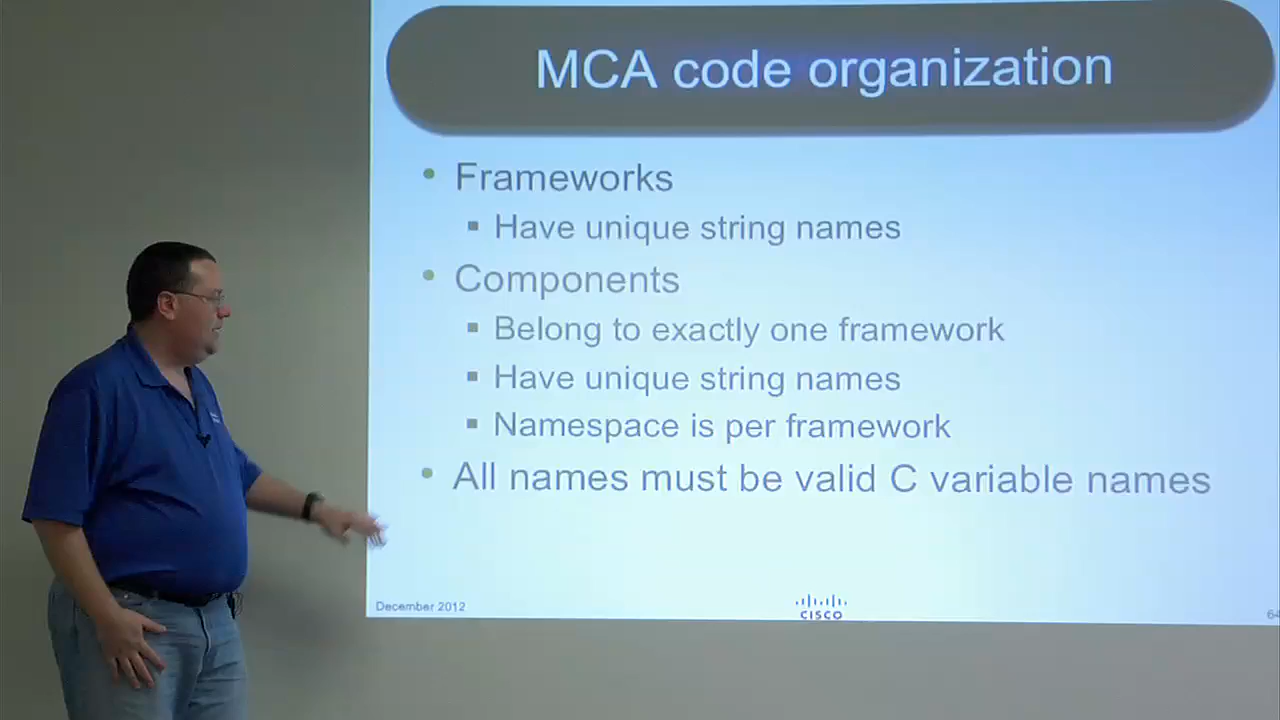 MCA code organization
• Frameworks
▪ Have unique string names
• Components
▪ Belong to exactly one framework
▪ Have unique string names
▪ Namespace is per framework
• All names must be valid C variable names
December 2012
CISCO